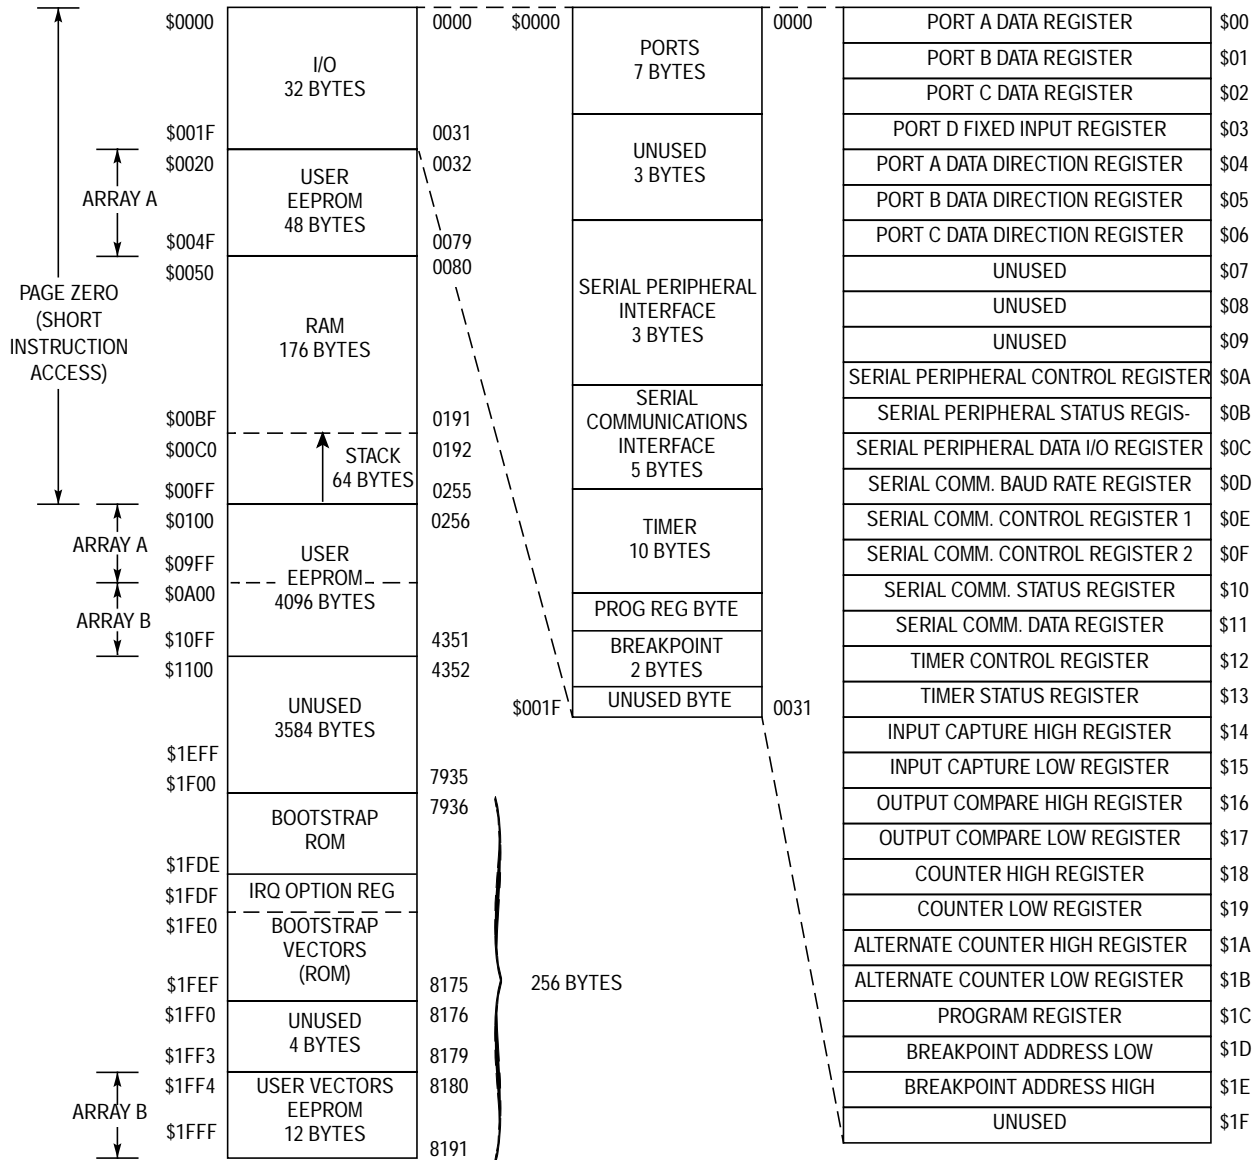 $0000
I/O
32 BYTES
$001F
0000
0031
$0020
USER
EEPROM
48 BYTES
$004F
0032
0079
ARRAY A
$0050
RAM
176 BYTES
$00BF
0080
0191
$00C0
STACK
64 BYTES
$00FF
0192
0255
PAGE ZERO
(SHORT
INSTRUCTION
ACCESS)
$0100
$09FF
ARRAY A
USER
EEPROM
4096 BYTES
0256
$0A00
$10FF
ARRAY B
4351
$1100
UNUSED
3584 BYTES
$1EFF
4352
$1F00
7935
7936
BOOTSTRAP
ROM
$1FDE
$1FDF
IRQ OPTION REG
$1FE0
BOOTSTRAP
VECTORS
(ROM)
$1FEF
8175
$1FF0
UNUSED
4 BYTES
$1FF3
8176
8179
$1FF4
USER VECTORS
EEPROM
12 BYTES
$1FFF
8180
8191
ARRAY B
256 BYTES
$0000
0000
PORTS
7 BYTES
UNUSED
3 BYTES
SERIAL PERIPHERAL
INTERFACE
3 BYTES
SERIAL
COMMUNICATIONS
INTERFACE
5 BYTES
TIMER
10 BYTES
PROG REG BYTE
BREAKPOINT
2 BYTES
UNUSED BYTE
$001F
0031
PORT A DATA REGISTER $00
PORT B DATA REGISTER $01
PORT C DATA REGISTER $02
PORT D FIXED INPUT REGISTER $03
PORT A DATA DIRECTION REGISTER $04
PORT B DATA DIRECTION REGISTER $05
PORT C DATA DIRECTION REGISTER $06
UNUSED $07
UNUSED $08
UNUSED $09
SERIAL PERIPHERAL CONTROL REGISTER $0A
SERIAL PERIPHERAL STATUS REGIS- $0B
SERIAL PERIPHERAL DATA I/O REGISTER $0C
SERIAL COMM. BAUD RATE REGISTER $0D
SERIAL COMM. CONTROL REGISTER 1 $0E
SERIAL COMM. CONTROL REGISTER 2 $0F
SERIAL COMM. STATUS REGISTER $10
SERIAL COMM. DATA REGISTER $11
TIMER CONTROL REGISTER $12
TIMER STATUS REGISTER $13
INPUT CAPTURE HIGH REGISTER $14
INPUT CAPTURE LOW REGISTER $15
OUTPUT COMPARE HIGH REGISTER $16
OUTPUT COMPARE LOW REGISTER $17
COUNTER HIGH REGISTER $18
COUNTER LOW REGISTER $19
ALTERNATE COUNTER HIGH REGISTER $1A
ALTERNATE COUNTER LOW REGISTER $1B
PROGRAM REGISTER $1C
BREAKPOINT ADDRESS LOW $1D
BREAKPOINT ADDRESS HIGH $1E
UNUSED $1F